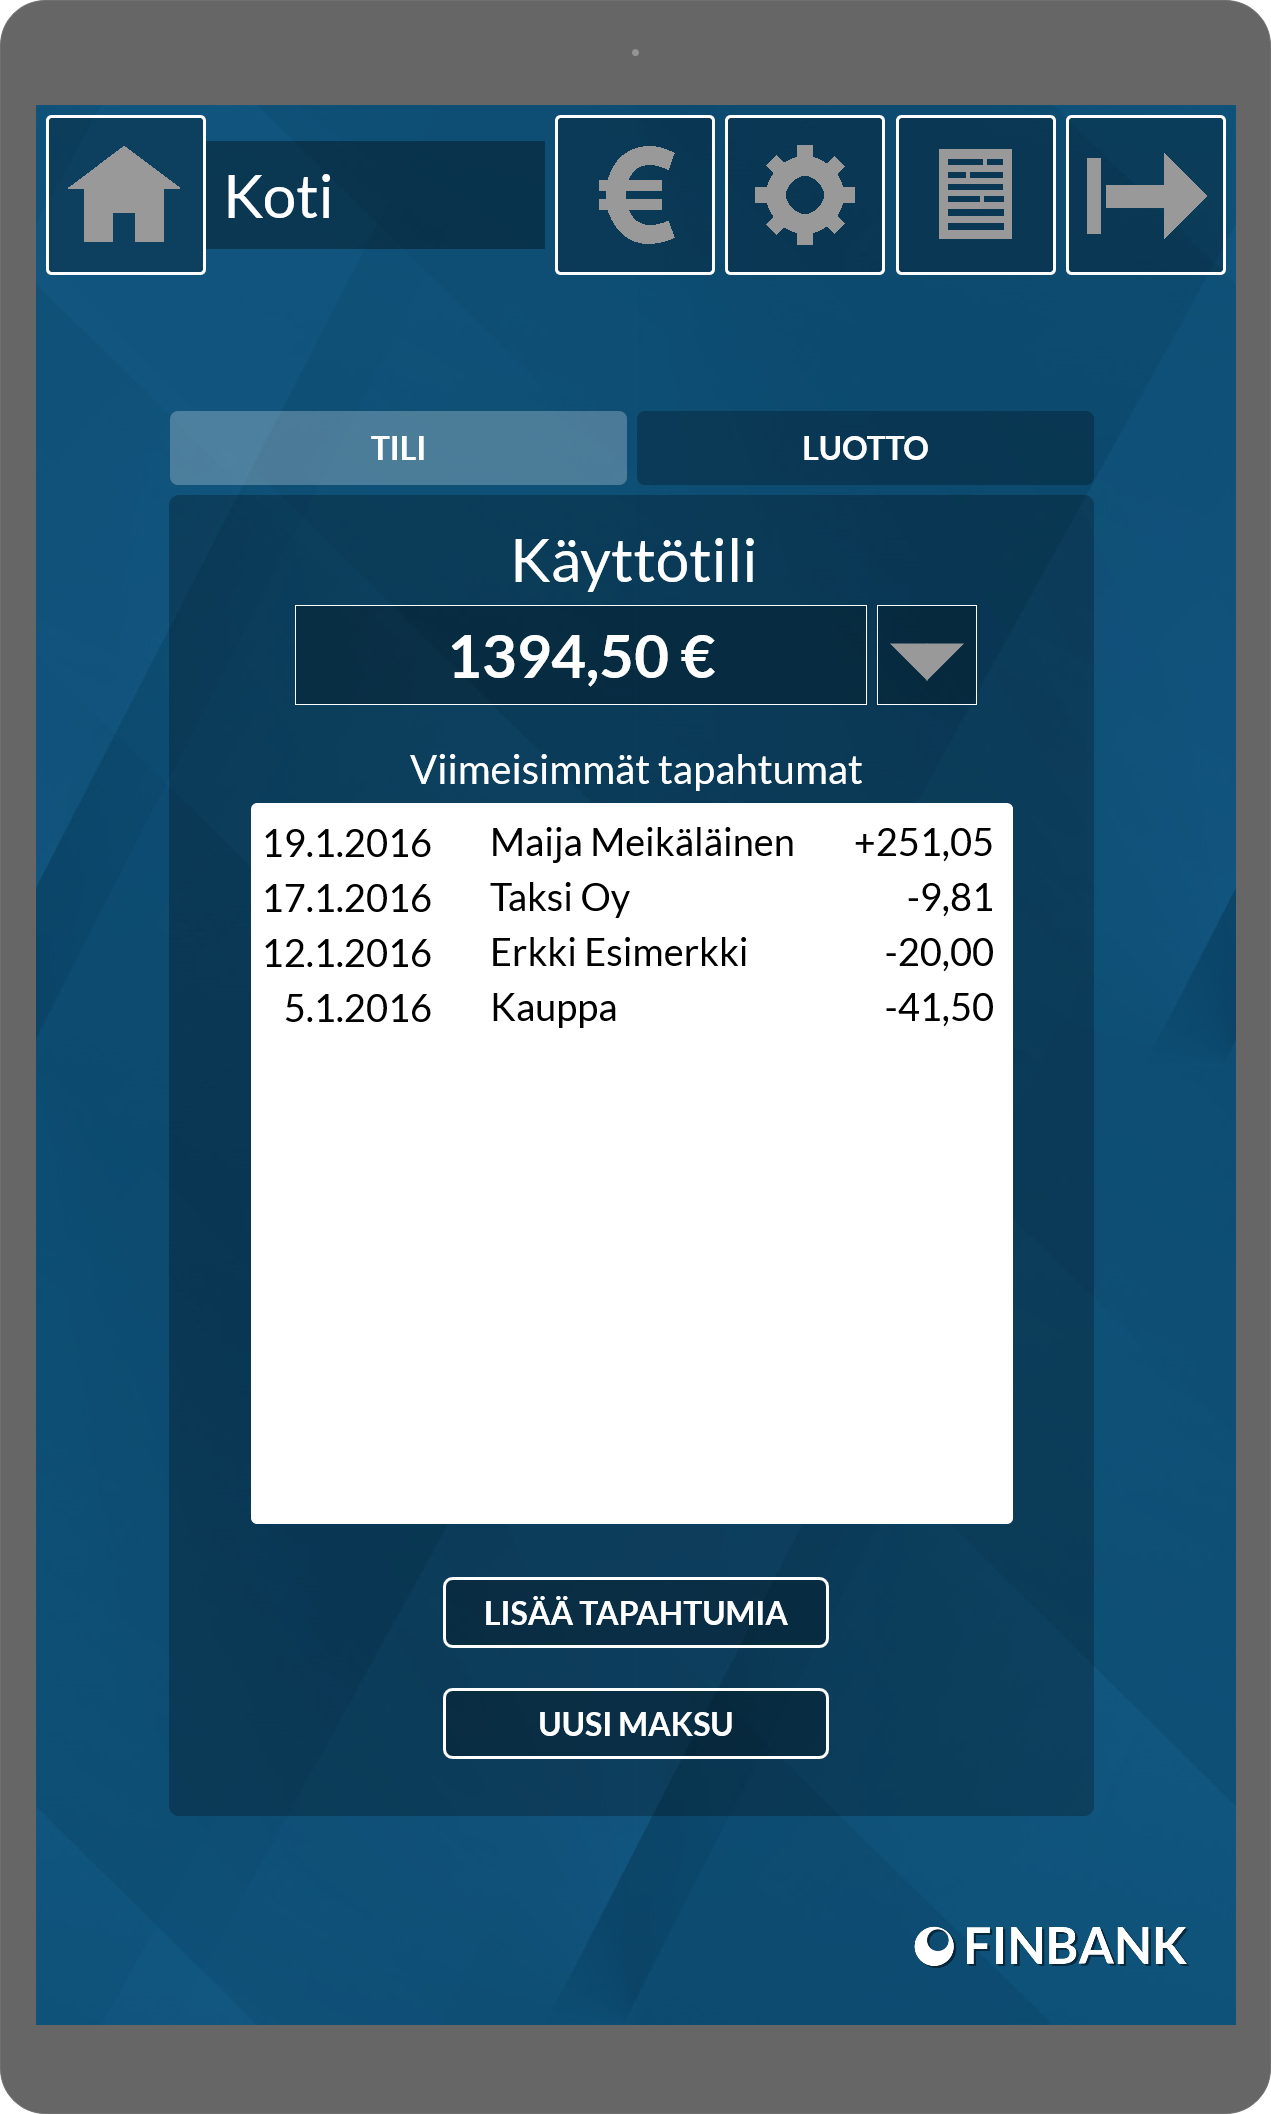 Koti
TILI
LUOTTO
Käyttötili
1394,50 €
Viimeisimmät tapahtumat
19.1.2016 Maija Meikäläinen +251,05
17.1.2016 Taksi Oy -9,81
12.1.2016 Erkki Esimerkki -20,00
5.1.2016 Kauppa -41,50
LISÄÄ TAPAHTUMIA
UUSI MAKSU
FINBANK